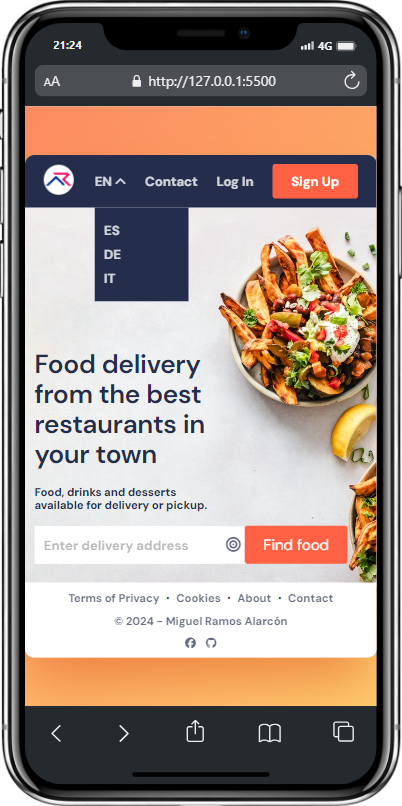 21:24
4G
AA
http://127.0.0.1:5500
EN Contact Log In Sign Up
ES
DE
IT
Food delivery
from the best
restaurants in
your town
Food, drinks and desserts
available for delivery or pickup.
Enter delivery address Find food
Terms of Privacy · Cookies · About · Contact
© 2024 - Miguel Ramos Alarcón